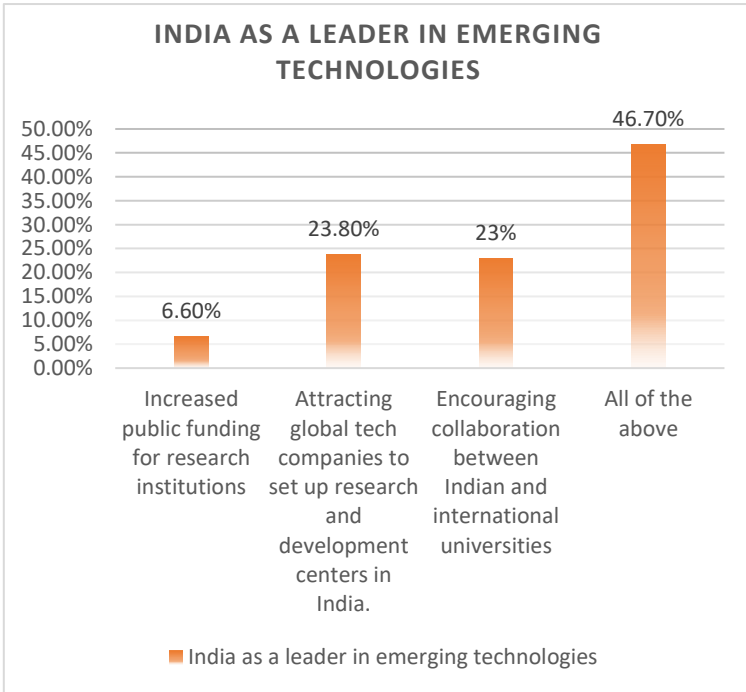 INDIA AS A LEADER IN EMERGING
TECHNOLOGIES
50.00%
45.00%
40.00%
35.00%
30.00%
25.00%
20.00%
15.00%
10.00%
5.00%
0.00%
6.60%
23.80%
23%
46.70%
Increased
public funding
for research
institutions
Attracting
global tech
companies to
set up research
and
development
centers in
India.
Encouraging
collaboration
between
Indian and
international
universities
All of the
above
India as a leader in emerging technologies